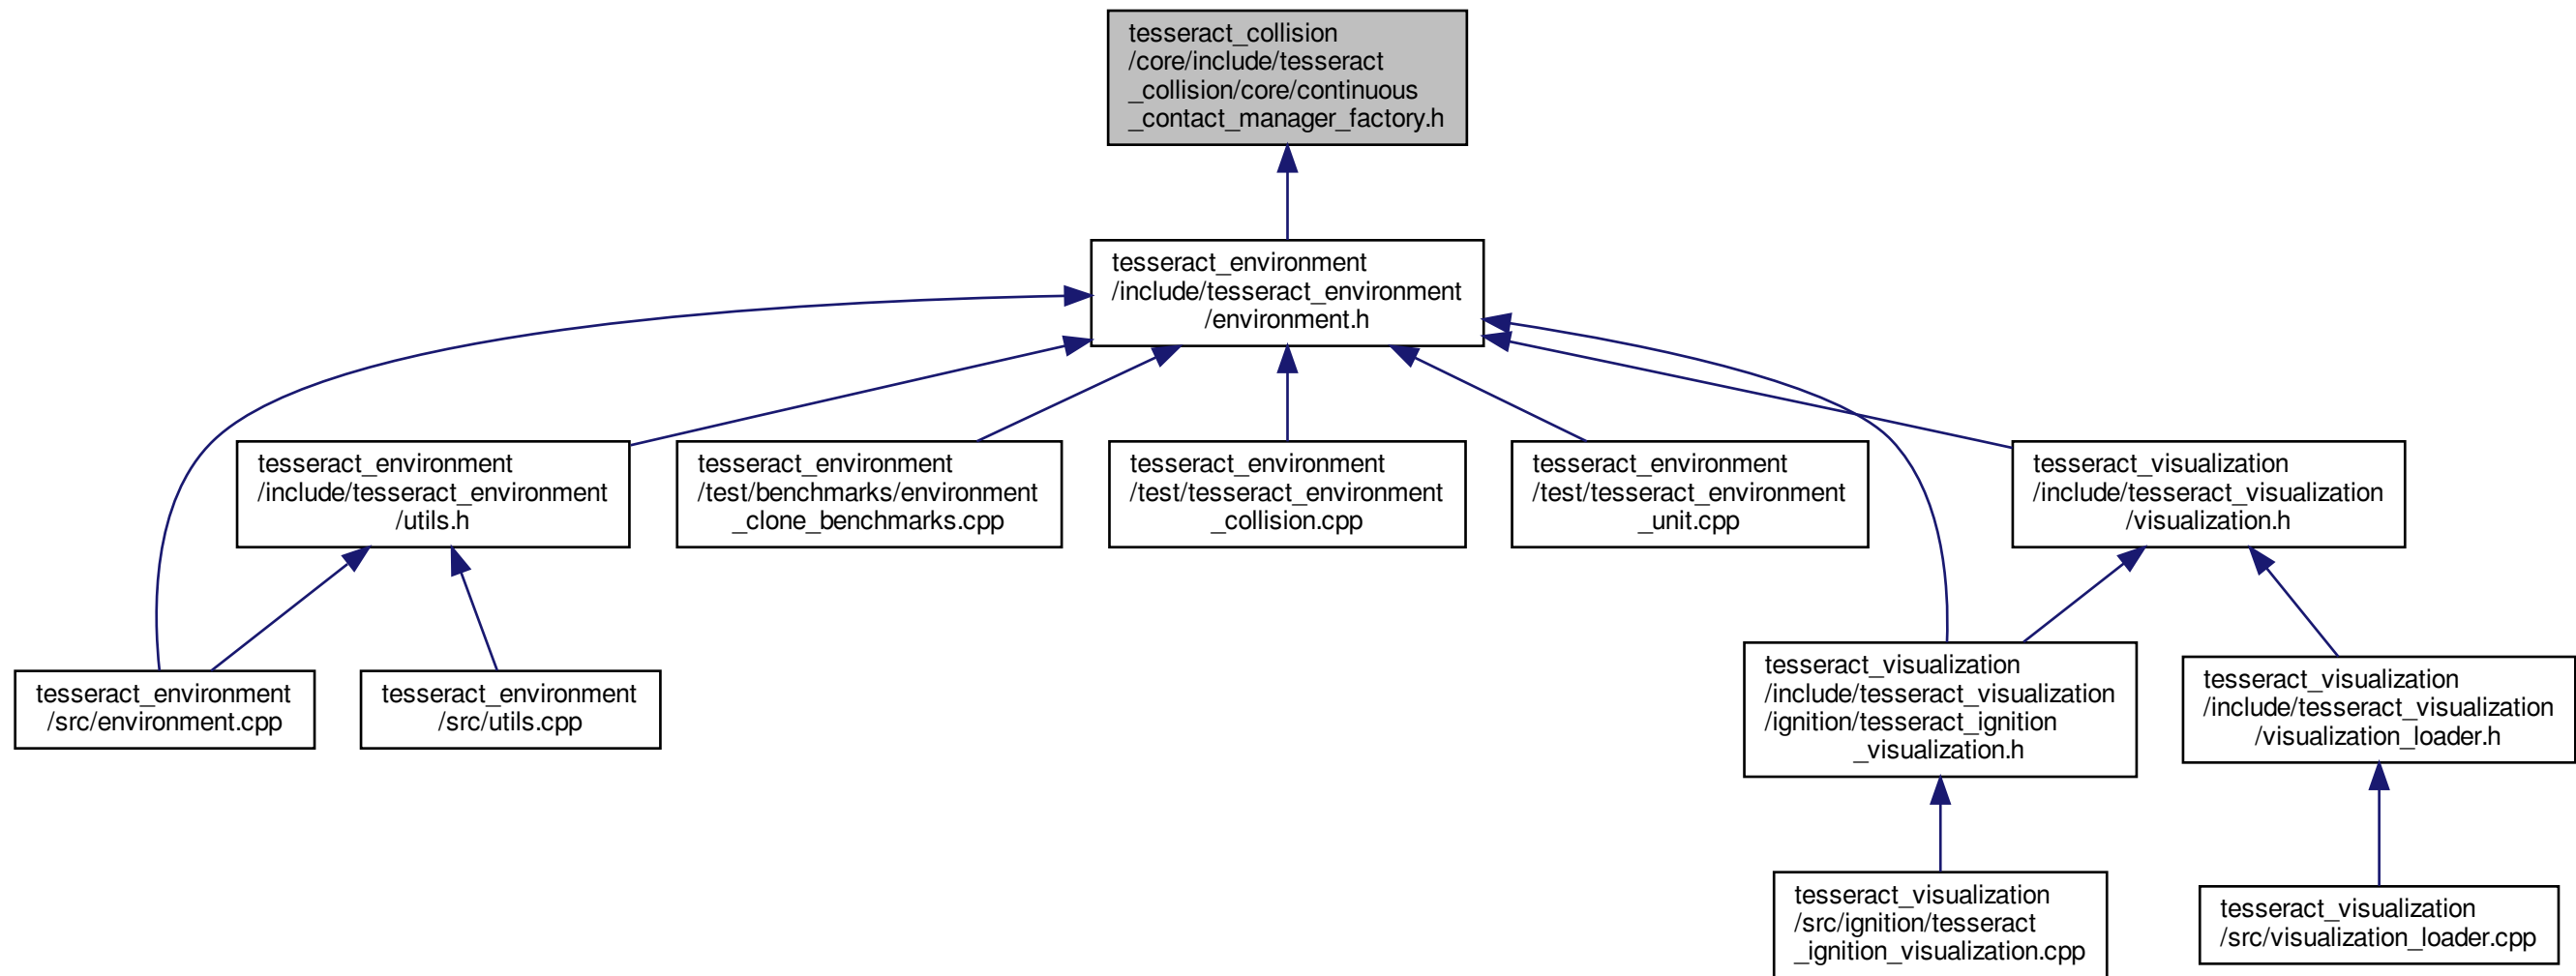 tesseract_collision
/core/include/tesseract
_collision/core/continuous
_contact_manager_factory.h
tesseract_environment
/include/tesseract_environment
/environment.h
tesseract_environment
/include/tesseract_environment
/utils.h
tesseract_environment
/test/benchmarks/environment
_clone_benchmarks.cpp
tesseract_environment
/test/tesseract_environment
_collision.cpp
tesseract_environment
/test/tesseract_environment
_unit.cpp
tesseract_visualization
/include/tesseract_visualization
/visualization.h
tesseract_environment
/src/environment.cpp
tesseract_environment
/src/utils.cpp
tesseract_visualization
/include/tesseract_visualization
/ignition/tesseract_ignition
_visualization.h
tesseract_visualization
/include/tesseract_visualization
/visualization_loader.h
tesseract_visualization
/src/ignition/tesseract
_ignition_visualization.cpp
tesseract_visualization
/src/visualization_loader.cpp